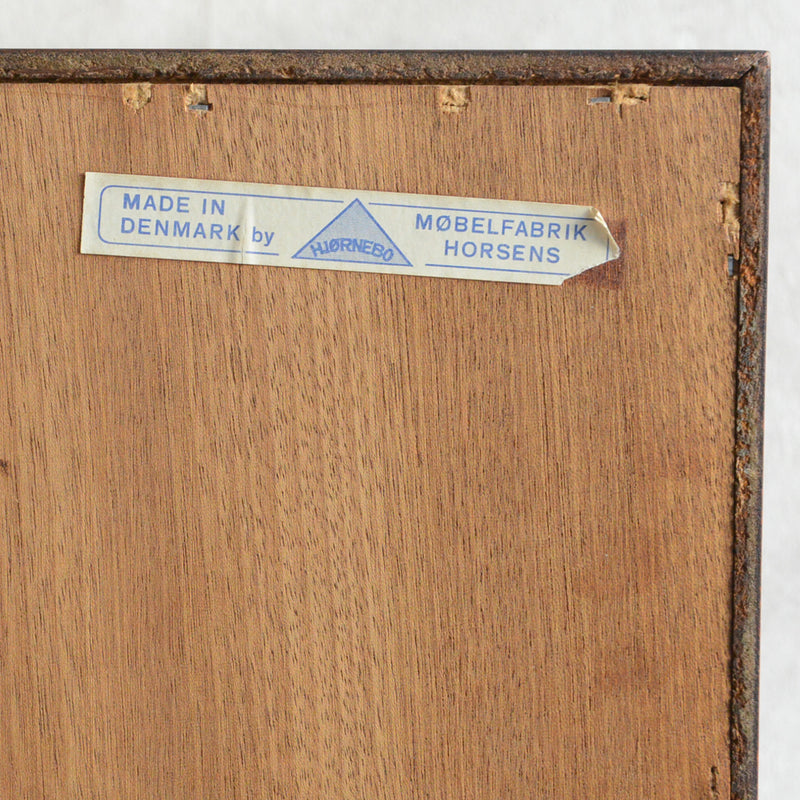 MADE IN
DENMARK by
HJØRNEBO
MØBELFABRIK
HORSENS